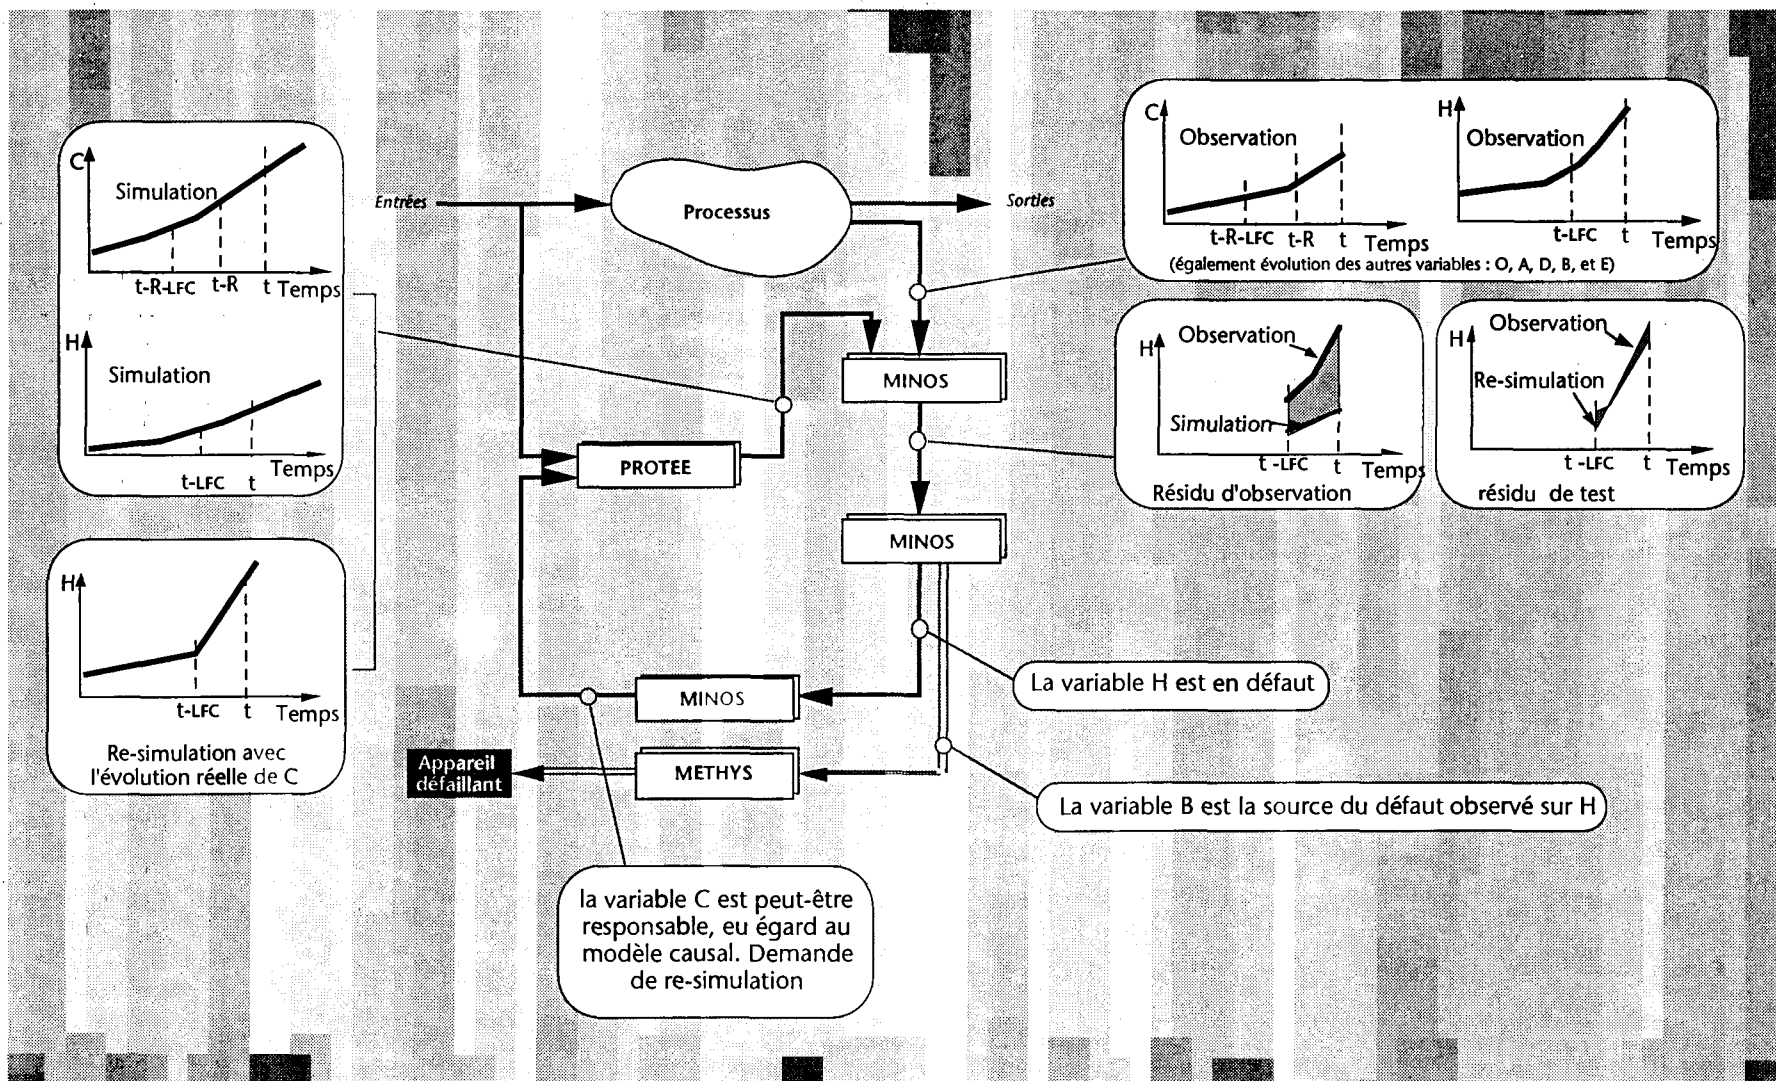 C
Simulation
t-R-LFC t-R t Temps
H
Simulation
Temps
t-LFC t
H
t-LFC t Temps
Re-simulation avec
l'évolution réelle de C
Entrées
Processus
Sorties
MINOS
PROTEE
MINOS
MINOS
METHYS
Appareil
défaillant
la variable C est peut-être
responsable, eu égard au
modèle causal. Demande
de re-simulation
C
Observation
t-R-LFC t-R t Temps
H
Observation
t-LFC t Temps
(également évolution des autres variables : O, A, D, B, et E)
H
Observation
Simulation
t -LFC t Temps
Résidu d'observation
H
Observation
Re-simulation
t -LFC t Temps
résidu de test
La variable H est en défaut
La variable B est la source du défaut observé sur H